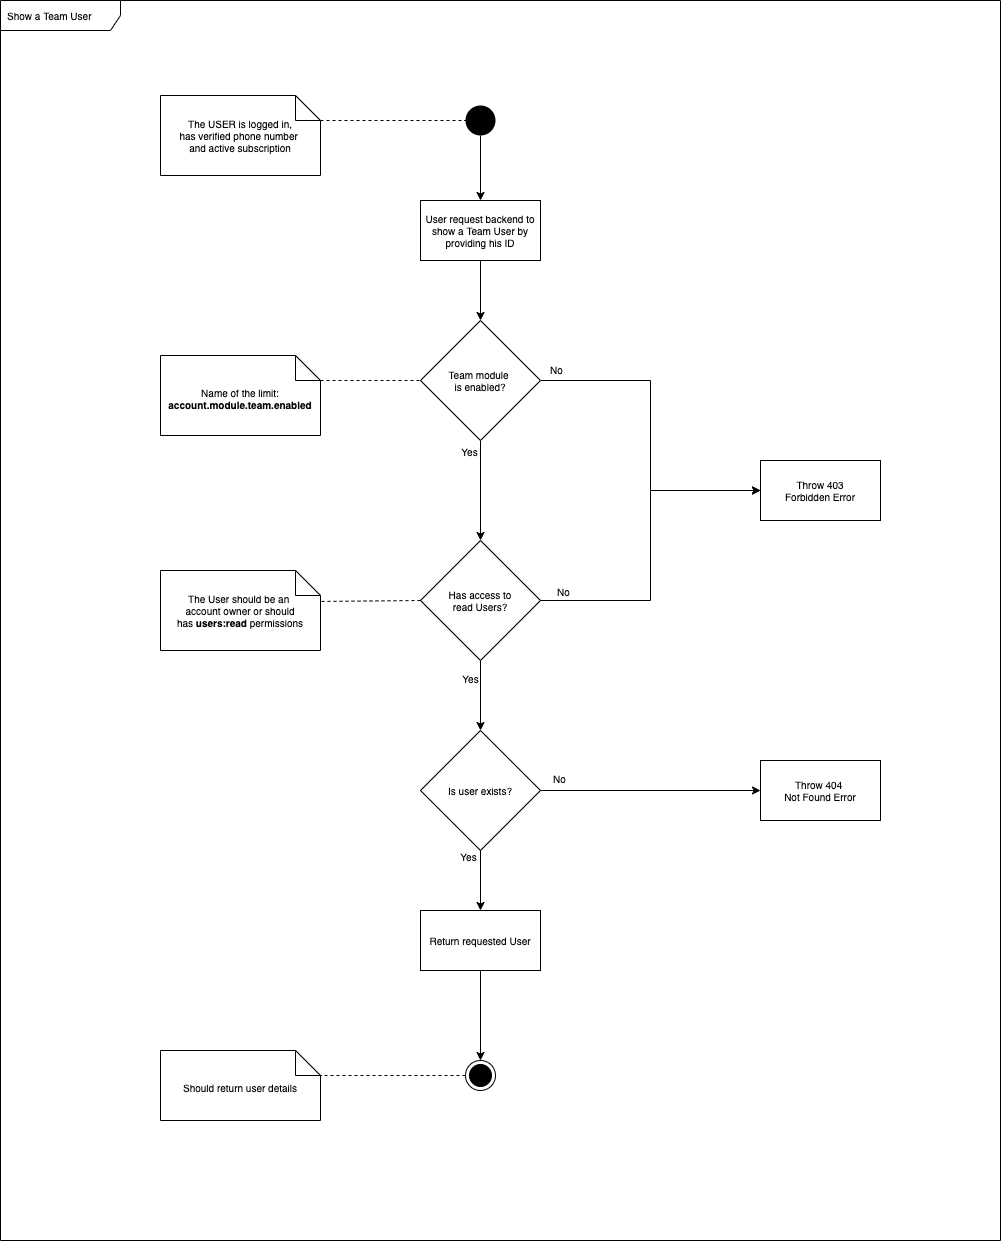 Show a Team User
The USER is logged in,
has verified phone number
and active subscription
User request backend to
show a Team User by
providing his ID
Team module
is enabled?
No
Name of the limit:
account.module.team.enabled
Yes
Throw 403
Forbidden Error
Has access to
read Users?
No
The User should be an
account owner or should
has users:read permissions
Yes
Is user exists?
No
Throw 404
Not Found Error
Yes
Return requested User
Should return user details